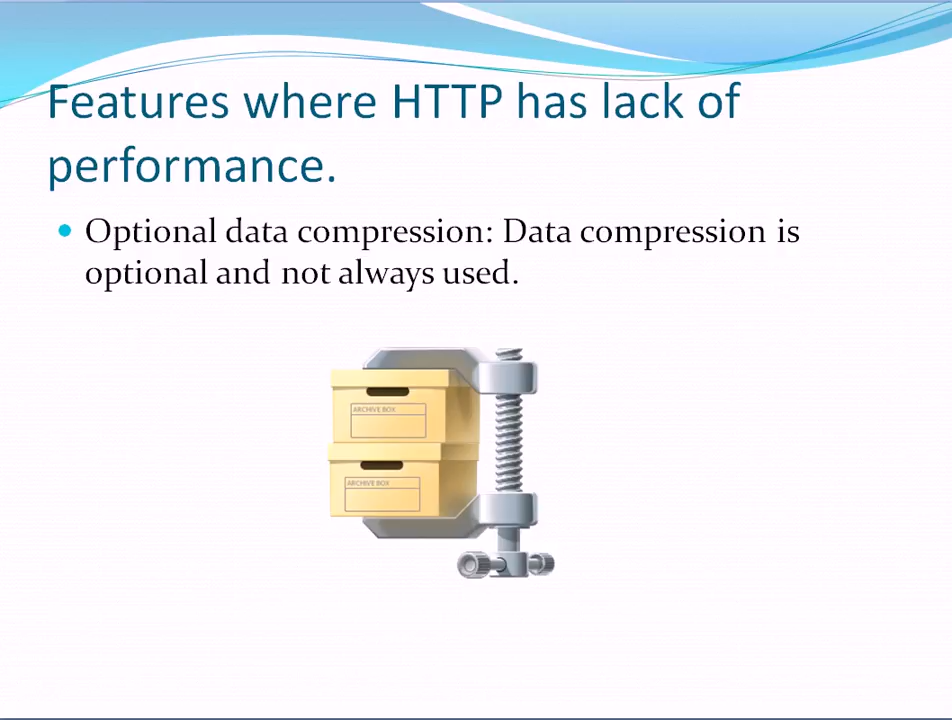 Features where HTTP has lack of
performance.
Optional data compression: Data compression is
optional and not always used.
ARCHIVE BOX
ARCHIVE BOX